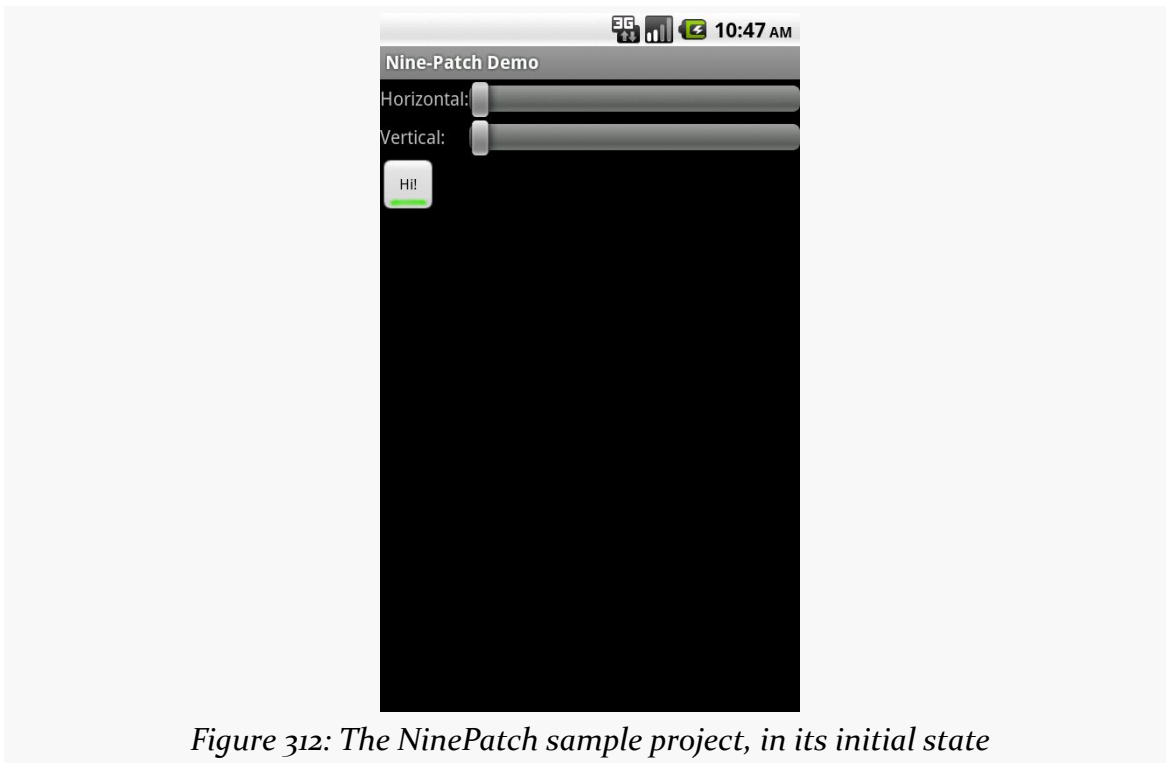 3G 10:47 AM
Nine-Patch Demo
Horizontal:
Vertical:
Hi!
Figure 312: The NinePatch sample project, in its initial state